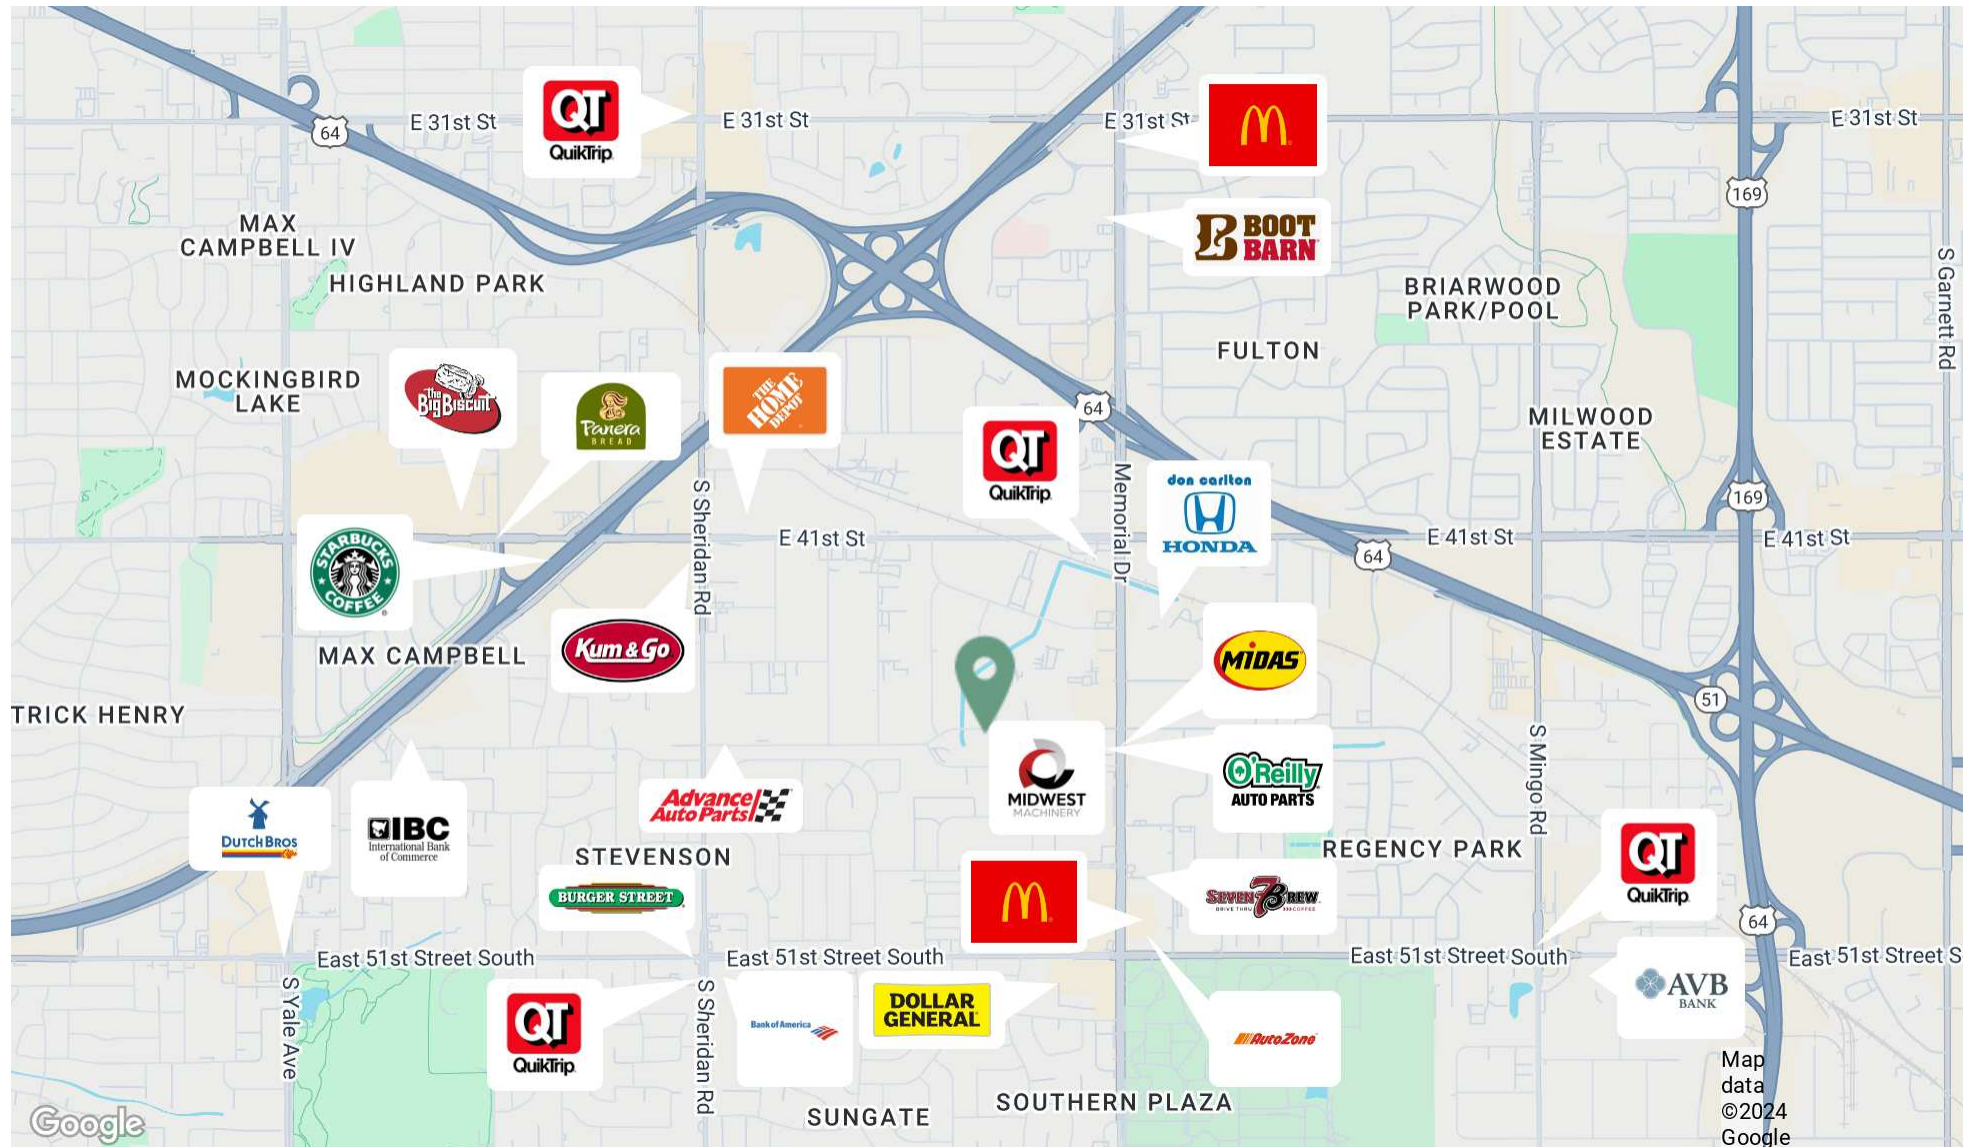 QT
QuikTrip
E 31st St
E 31st St
E 31st St
E 31st St
64
169
MAX
CAMPBELL IV
HIGHLAND PARK
BOOT
BARN
BRIARWOOD
PARK/POOL
S Garnett Rd
FULTON
MOCKINGBIRD
LAKE
the
Big Biscuit
Panera
BREAD
THE
HOME
DEPOT
64
QT
QuikTrip
MILWOOD
ESTATE
S Sheridan Rd
Memorial Dr
don carlton
HONDA
169
E 41st St
E 41st St
E 41st St
64
STARBUCKS
COFFEE
Kum & Go
MAX CAMPBELL
MIDAS
TRICK HENRY
51
S Mingo Rd
MIDWEST
MACHINERY
O'Reilly
AUTO PARTS
DUTCH BROS
IBC
International Bank
of Commerce
Advance
Auto Parts
STEVENSON
REGENCY PARK
QT
QuikTrip
BURGER STREET
SEVEN 7 BREW
DRIVE THRU COFFEE
64
East 51st Street South
East 51st Street South
East 51st Street South
East 51st Street S
S Yale Ave
S Sheridan Rd
QT
QuikTrip
Bank of America
DOLLAR
GENERAL
AutoZone
AVB
BANK
SOUTHERN PLAZA
SUNGATE
Google
Map
data
©2024
Google